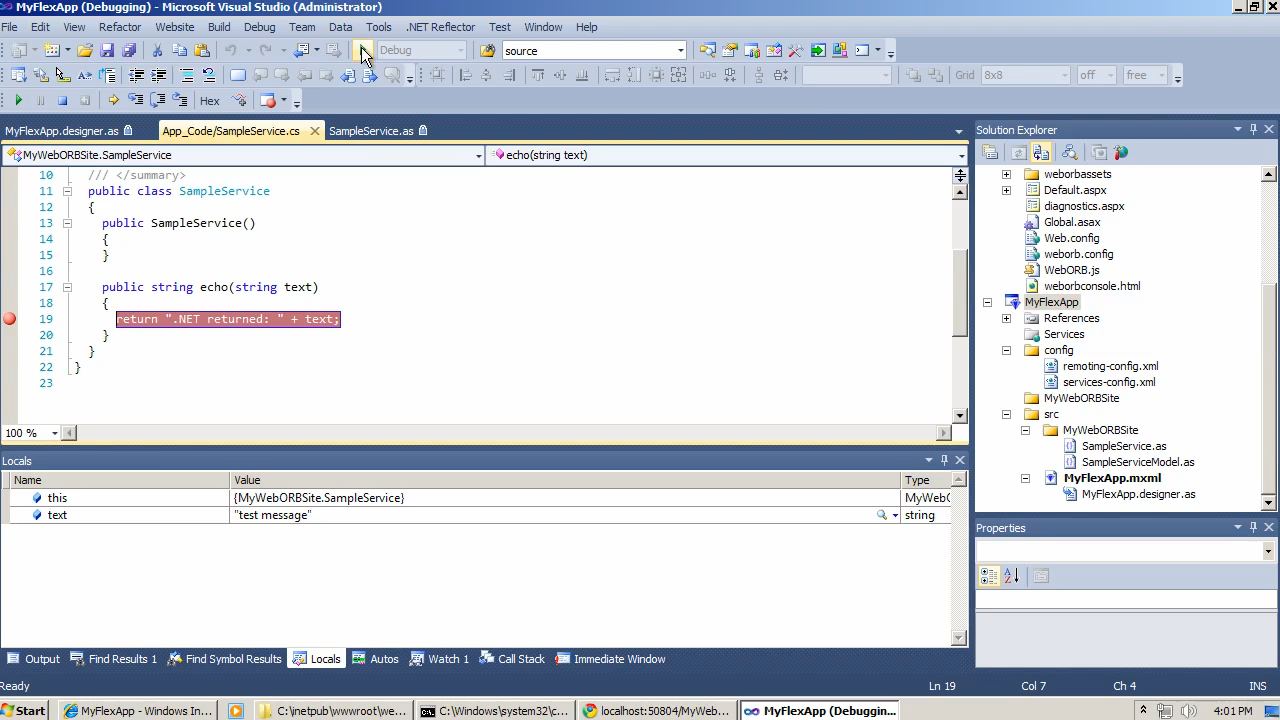 MyFlexApp (Debugging) - Microsoft Visual Studio (Administrator)
File Edit View Refactor Website Build Debug Team Data Tools .NET Reflector Test Window Help
Debug source
Grid 8x8 off free
Hex
MyFlexApp.designer.as App_Code/SampleService.cs SampleService.as
MyWebORBSite.SampleService echo(string text)
10 /// </summary>
11 public class SampleService
12 {
13 public SampleService()
14 {
15 }
16
17 public string echo(string text)
18 {
19 return ".NET returned: " + text;
20 }
21 }
22 }
23
100 %
Locals
Name Value Type
this {MyWebORBSite.SampleService} MyWebO
text "test message" string
Output Find Results 1 Find Symbol Results Locals Autos Watch 1 Call Stack Immediate Window
Solution Explorer
weborbassets
Default.aspx
diagnostics.aspx
Global.asax
Web.config
weborb.config
WebORB.js
weborbconsole.html
MyFlexApp
References
Services
config
remoting-config.xml
services-config.xml
MyWebORBSite
src
MyWebORBSite
SampleService.as
SampleServiceModel.as
MyFlexApp.mxml
MyFlexApp.designer.as
Properties
Ready Ln 19 Col 7 Ch 4 INS
Start MyFlexApp - Windows In... C:\inetpub\wwwroot\we... C:\Windows\system32\c... localhost:50804/MyWeb... MyFlexApp (Debuggin... 4:01 PM